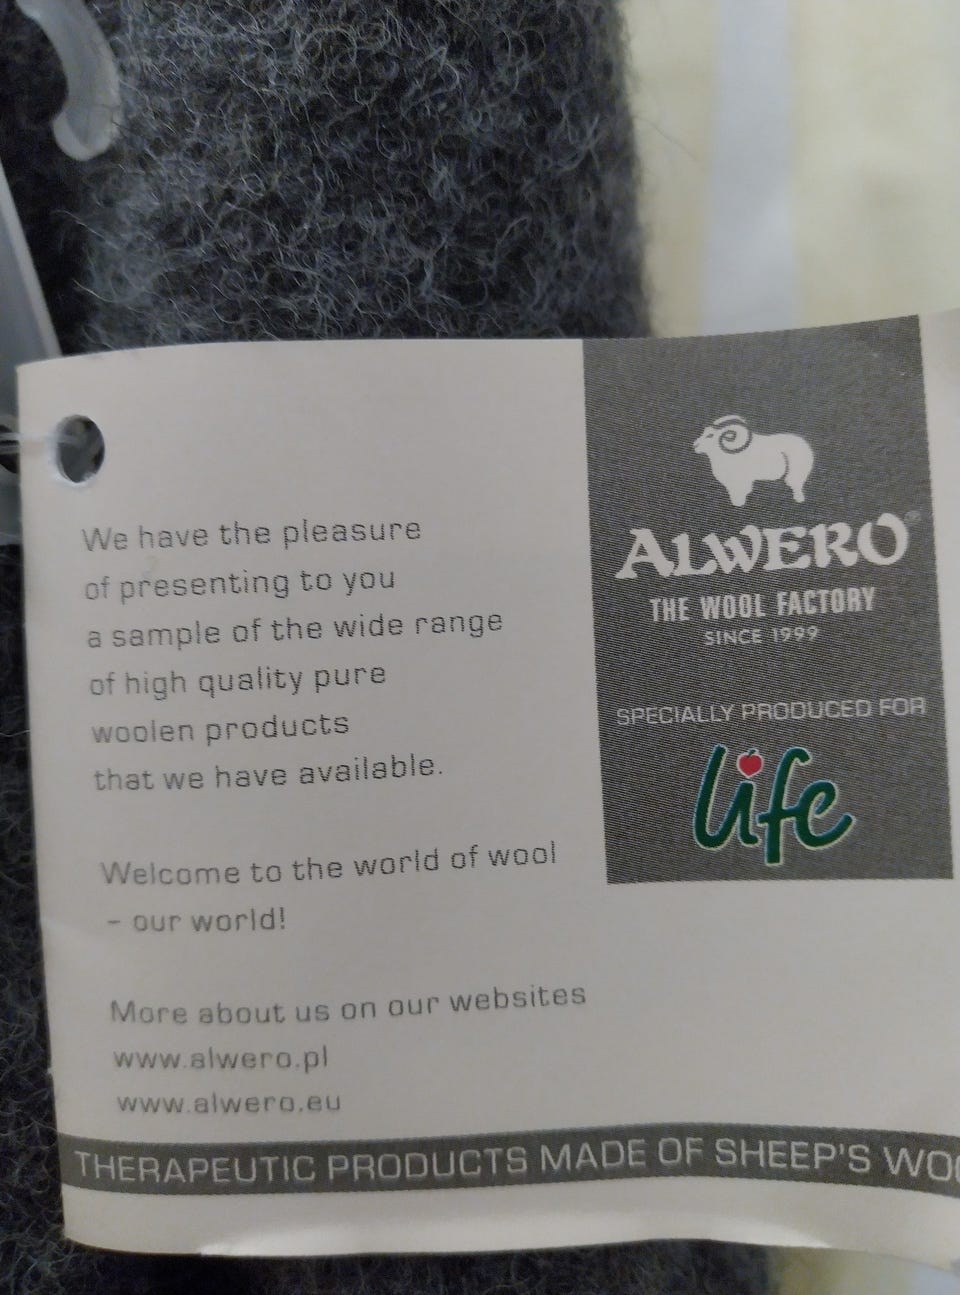 We have the pleasure
of presenting to you
a sample of the wide range
of high quality pure
woolen products
that we have available.
Welcome to the world of wool
- our world!
More about us on our websites
www.alwero.pl
www.alwero.eu
ALWERO
THE WOOL FACTORY
SINCE 1999
SPECIALLY PRODUCED FOR
life
THERAPEUTIC PRODUCTS MADE OF SHEEP'S